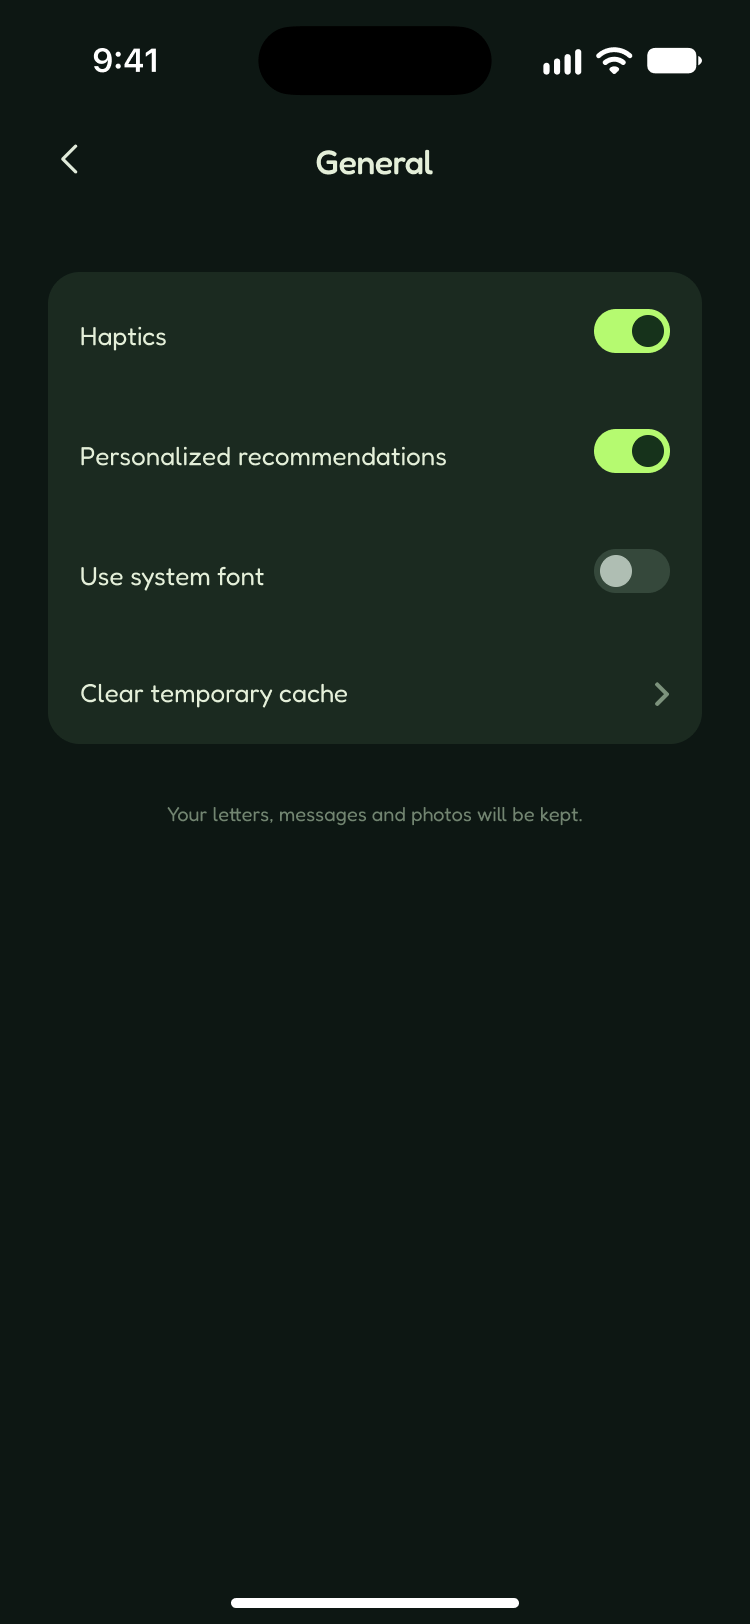 9:41
General
Haptics
Personalized recommendations
Use system font
Clear temporary cache
Your letters, messages and photos will be kept.